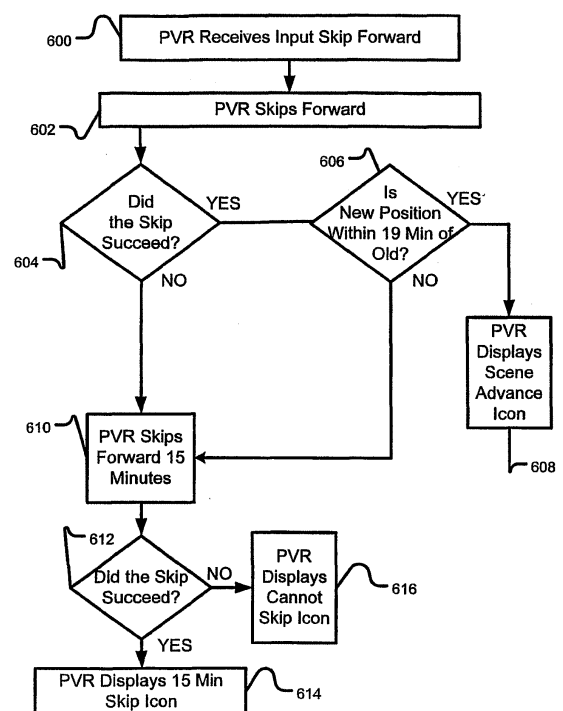 600
PVR Receives Input Skip Forward
PVR Skips Forward
602
606
Did
the Skip
Succeed?
YES
604
NO
Is
New Position
Within 19 Min of
Old?
YES
NO
PVR
Displays
Scene
Advance
Icon
608
610
PVR Skips
Forward 15
Minutes
612
Did the Skip
Succeed?
NO
YES
PVR
Displays
Cannot
Skip Icon
616
PVR Displays 15 Min
Skip Icon
614